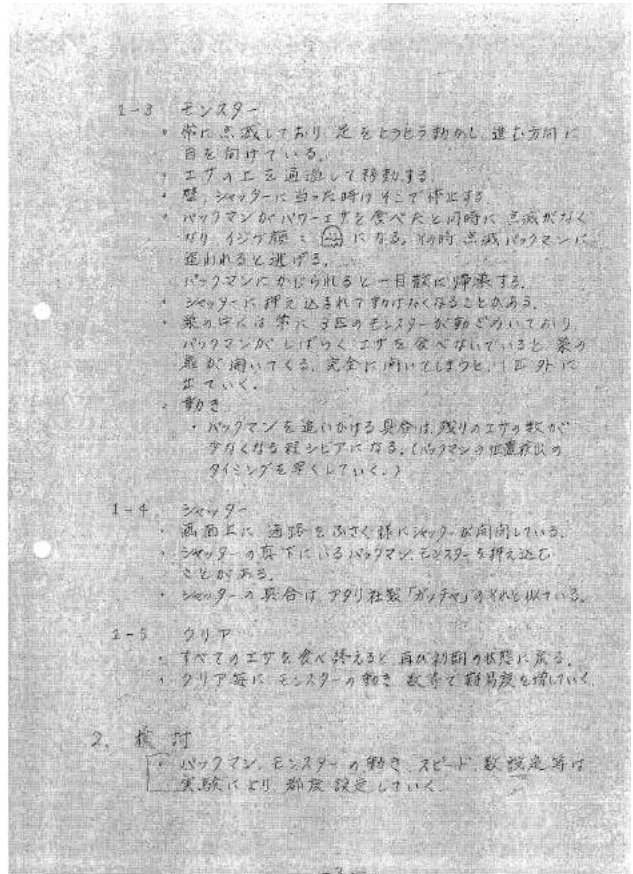 1-3 モンスター
・ 常に点滅しており 足をヒラヒラ動かし、進む方向に
目を向けている。
・ エサの上を通過して移動する。
・ 壁、シャッターに当った時はそこで停止する
・ パックマンがパワーエサを食べたと同時に 点滅がなく
なり イジケ顔 になる。その時 点滅パックマンに
追われると逃げる。
パックマンにかじられると一目散に帰巣する。
・ シャッターに押え込まれて動けなくなることがある。
・ 巣の中には常に3匹のモンスターが動めいており、
パックマンがしばらくエサを食べないでいると、巣の
扉が開いてくる。完全に開いてしまうと、1匹外に
出ていく。
・ 動き
・ パックマンを追いかける具合は、残りのエサの数が
少なくなる程シビアになる。(パックマンの位置検出の
タイミングを早くしていく。)
1-4 シャッター
・ 画面上に 通路をふさぐ様にシャッターが開閉している。
・ シャッターの真下にいるパックマン、モンスターを押え込む
ことがある。
・ シャッターの具合は アタリ社製「ガッチャ」のそれと似ている。
1-5 クリア
・ すべてのエサを食べ終えると 再び初期の状態に戻る。
・ クリア毎に モンスターの動き 数等で難易度を増していく
2. 検討
・ パックマン、モンスターの動き、スピード、数設定等は
実験により 都度 設定していく